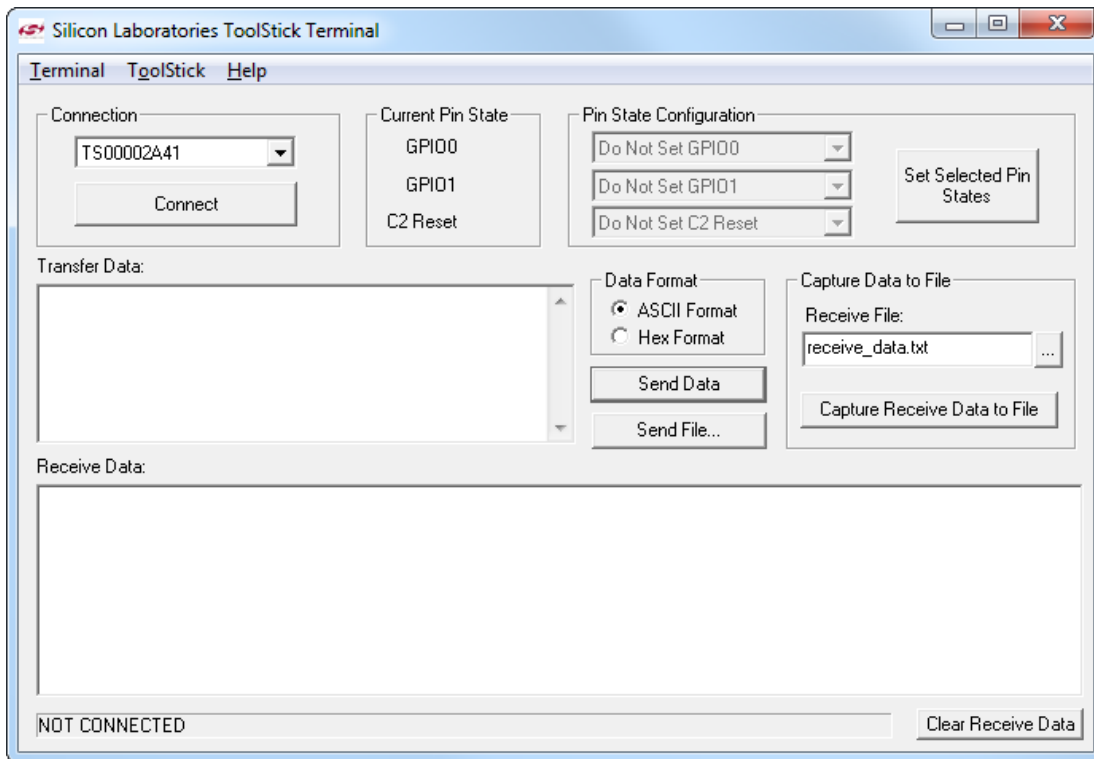 Silicon Laboratories ToolStick Terminal
Terminal ToolStick Help
Connection
TS00002A41
Connect
Current Pin State
GPIO0
GPIO1
C2 Reset
Pin State Configuration
Do Not Set GPIO0
Do Not Set GPIO1
Do Not Set C2 Reset
Set Selected Pin
States
Transfer Data:
Data Format
ASCII Format
Hex Format
Send Data
Send File...
Capture Data to File
Receive File:
receive_data.txt
...
Capture Receive Data to File
Receive Data:
NOT CONNECTED
Clear Receive Data